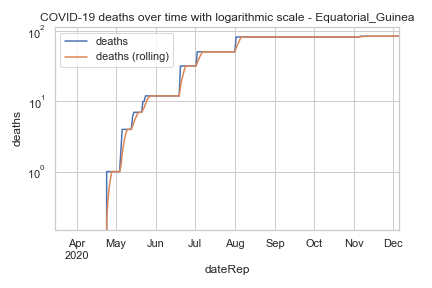 COVID-19 deaths over time with logarithmic scale - Equatorial_Guinea
deaths
deaths (rolling)
10²
10¹
10⁰
deaths
Apr
2020
May
Jun
Jul
Aug
Sep
Oct
Nov
Dec
dateRep